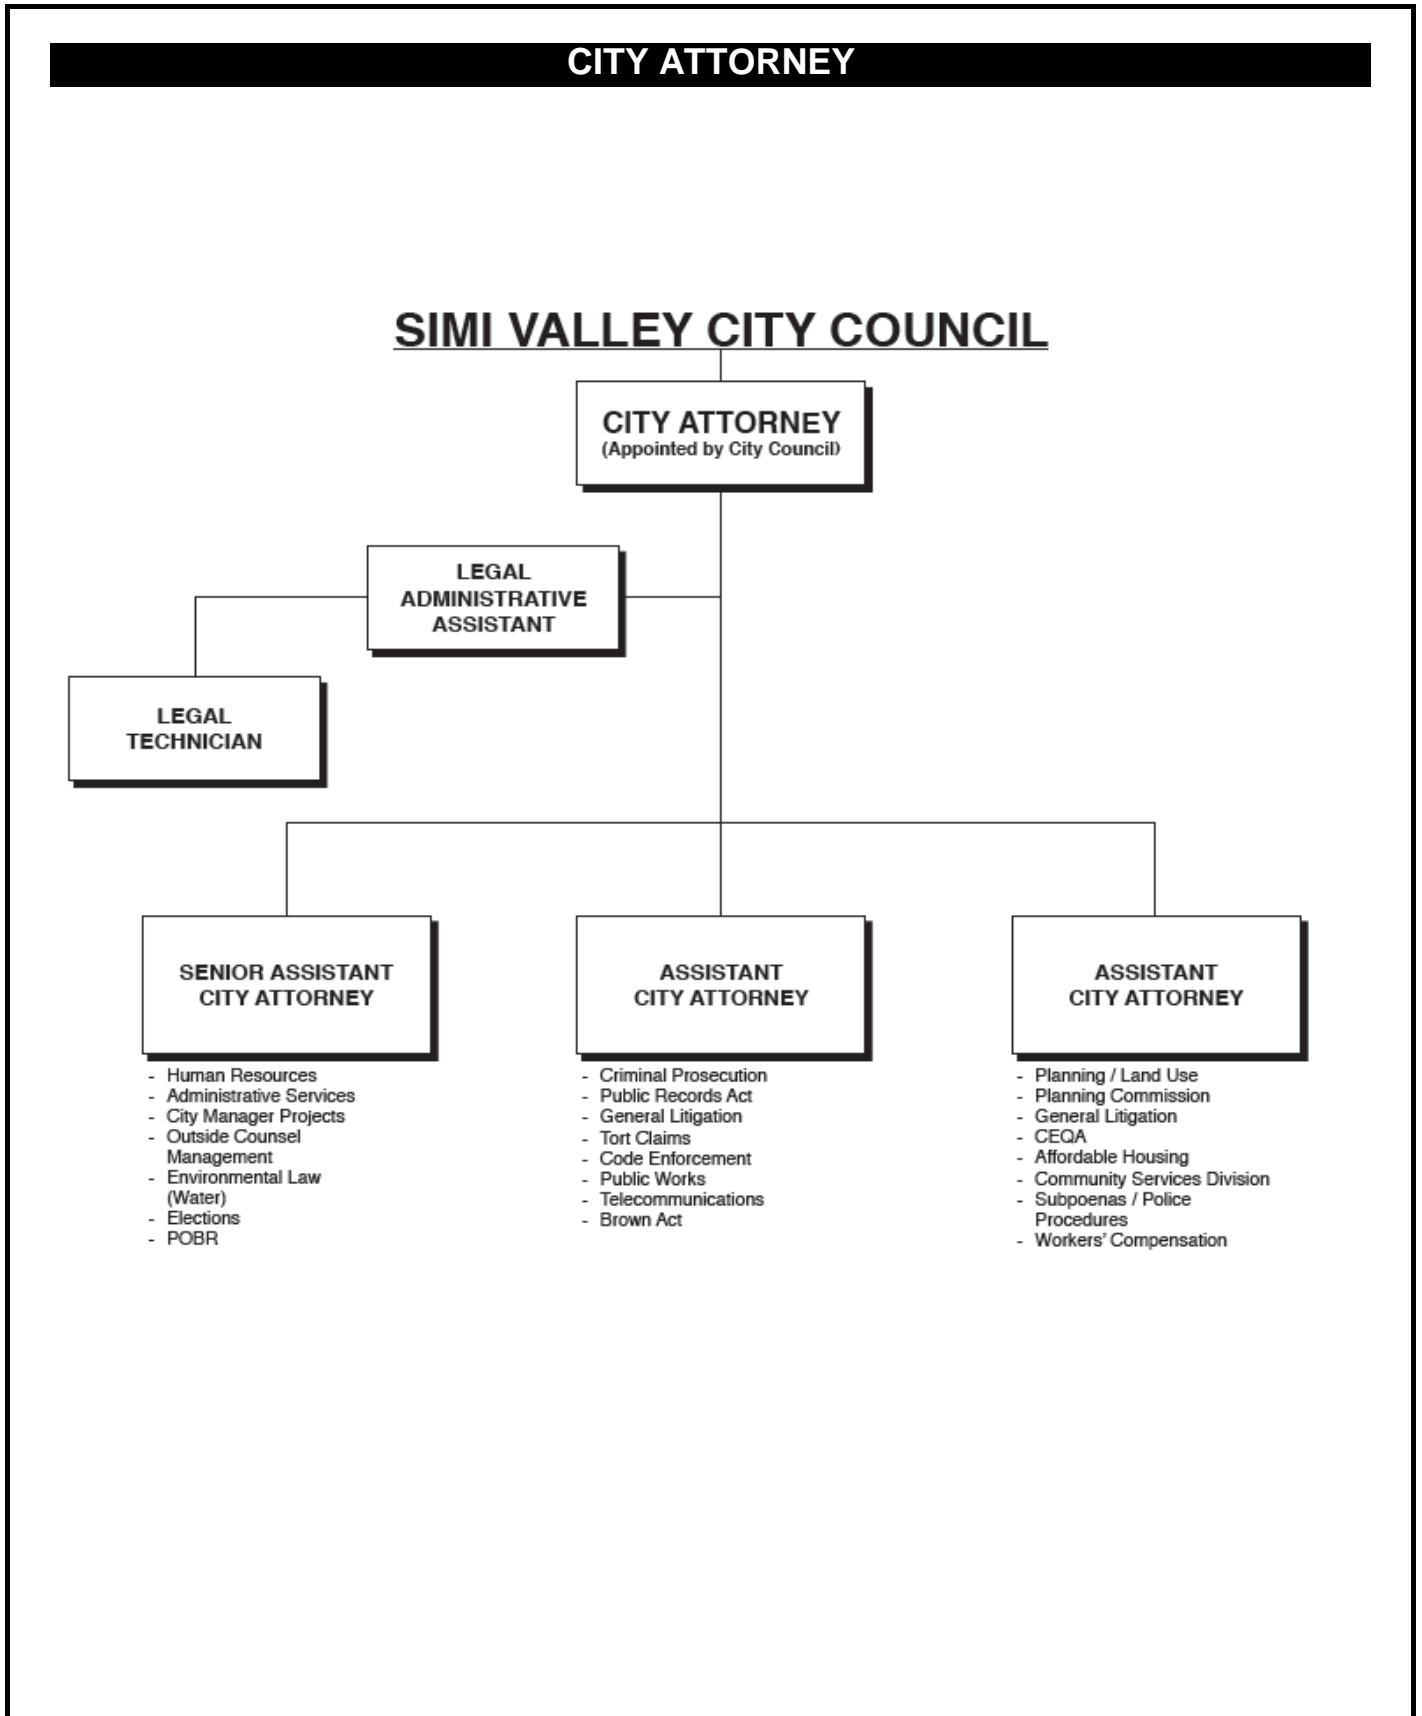 CITY ATTORNEY
SIMI VALLEY CITY COUNCIL
CITY ATTORNEY
(Appointed by City Council)
LEGAL
ADMINISTRATIVE
ASSISTANT
LEGAL
TECHNICIAN
SENIOR ASSISTANT
CITY ATTORNEY
- Human Resources
- Administrative Services
- City Manager Projects
- Outside Counsel
Management
- Environmental Law
(Water)
- Elections
- POBR
ASSISTANT
CITY ATTORNEY
- Criminal Prosecution
- Public Records Act
- General Litigation
- Tort Claims
- Code Enforcement
- Public Works
- Telecommunications
- Brown Act
ASSISTANT
CITY ATTORNEY
- Planning / Land Use
- Planning Commission
- General Litigation
- CEQA
- Affordable Housing
- Community Services Division
- Subpoenas / Police
Procedures
- Workers' Compensation